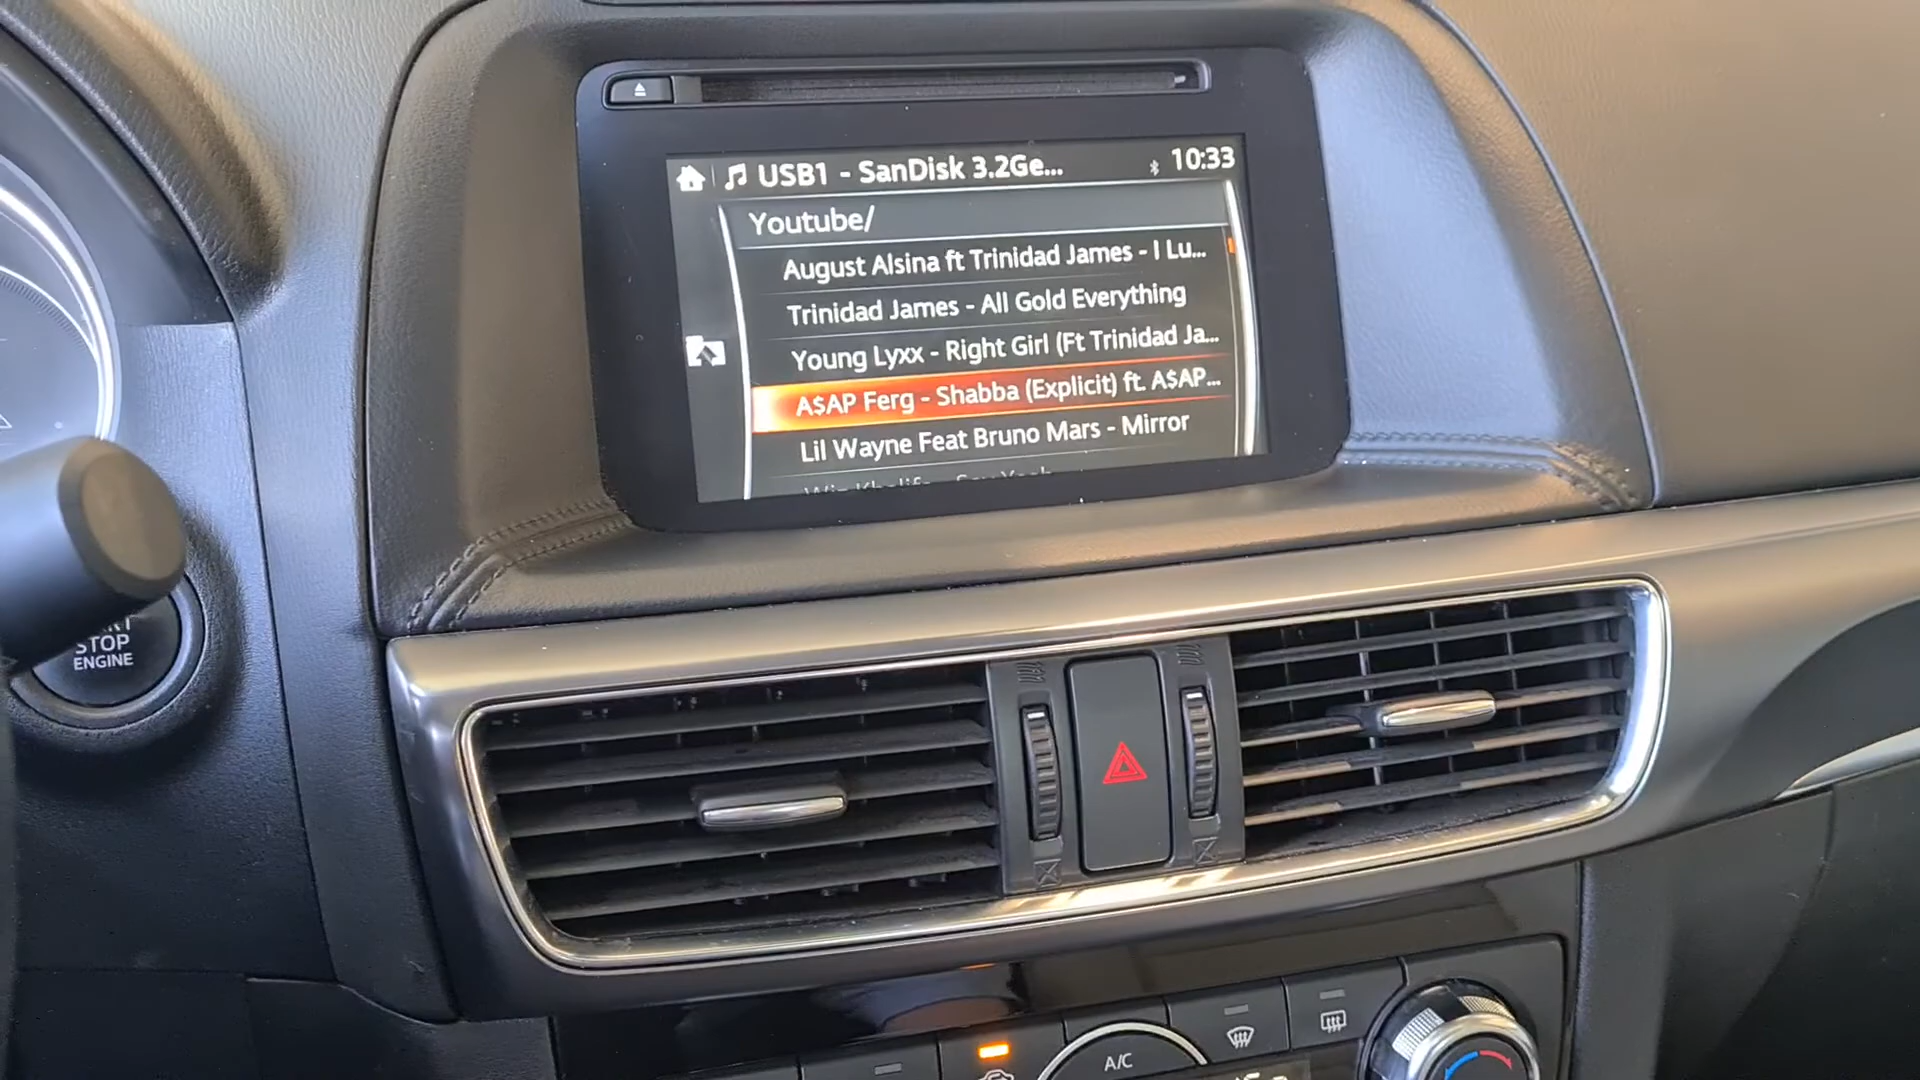 USB1 - SanDisk 3.2Ge...
10:33
Youtube/
August Alsina ft Trinidad James - I Lu...
Trinidad James - All Gold Everything
Young Lyxx - Right Girl (Ft Trinidad Ja...
A$AP Ferg - Shabba (Explicit) ft. A$AP...
Lil Wayne Feat Bruno Mars - Mirror
STOP
ENGINE
A/C